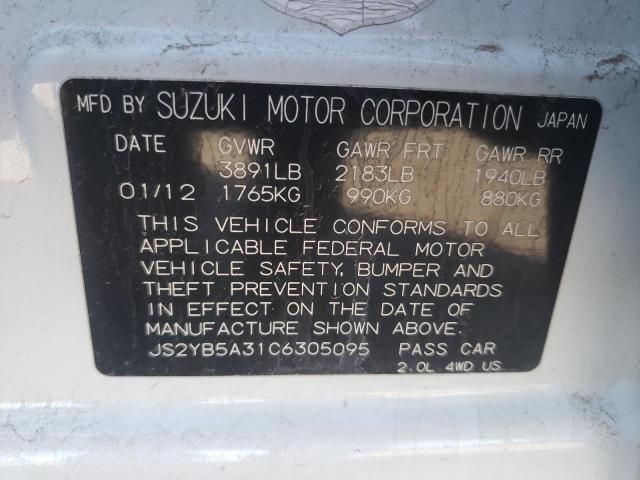 MFD BY SUZUKI MOTOR CORPORATION JAPAN
DATE GVWR GAWR FRT GAWR RR
3891LB 2183LB 1940LB
01/12 1765KG 990KG 880KG
THIS VEHICLE CONFORMS TO ALL
APPLICABLE FEDERAL MOTOR
VEHICLE SAFETY, BUMPER AND
THEFT PREVENTION STANDARDS
IN EFFECT ON THE DATE OF
MANUFACTURE SHOWN ABOVE.
JS2YB5A31C6305095 PASS CAR
2.0L 4WD US